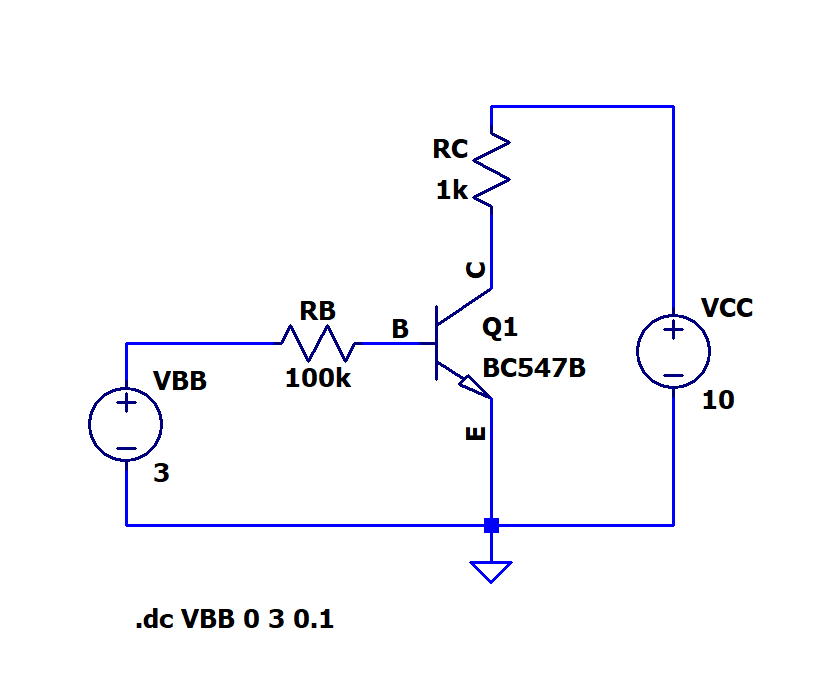 RC
1k
C
VCC
RB
B
Q1
100k
BC547B
VBB
10
E
3
.dc VBB 0 3 0.1